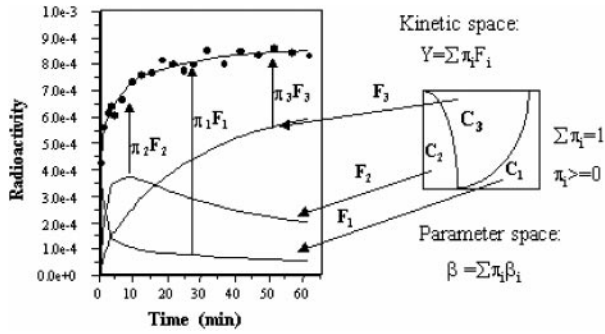 1.0e-3
9.0e-4
8.0e-4
7.0e-4
6.0e-4
5.0e-4
4.0e-4
3.0e-4
2.0e-4
1.0e-4
0.0e+0
Radioactivity
0 10 20 30 40 50 60
Time (min)
π2F2
π1F1
π3F3
F3
F2
F1
Kinetic space:
Y=ΣπiFi
C3
C2
C1
Σπi=1
πi>=0
Parameter space:
β =Σπiβi